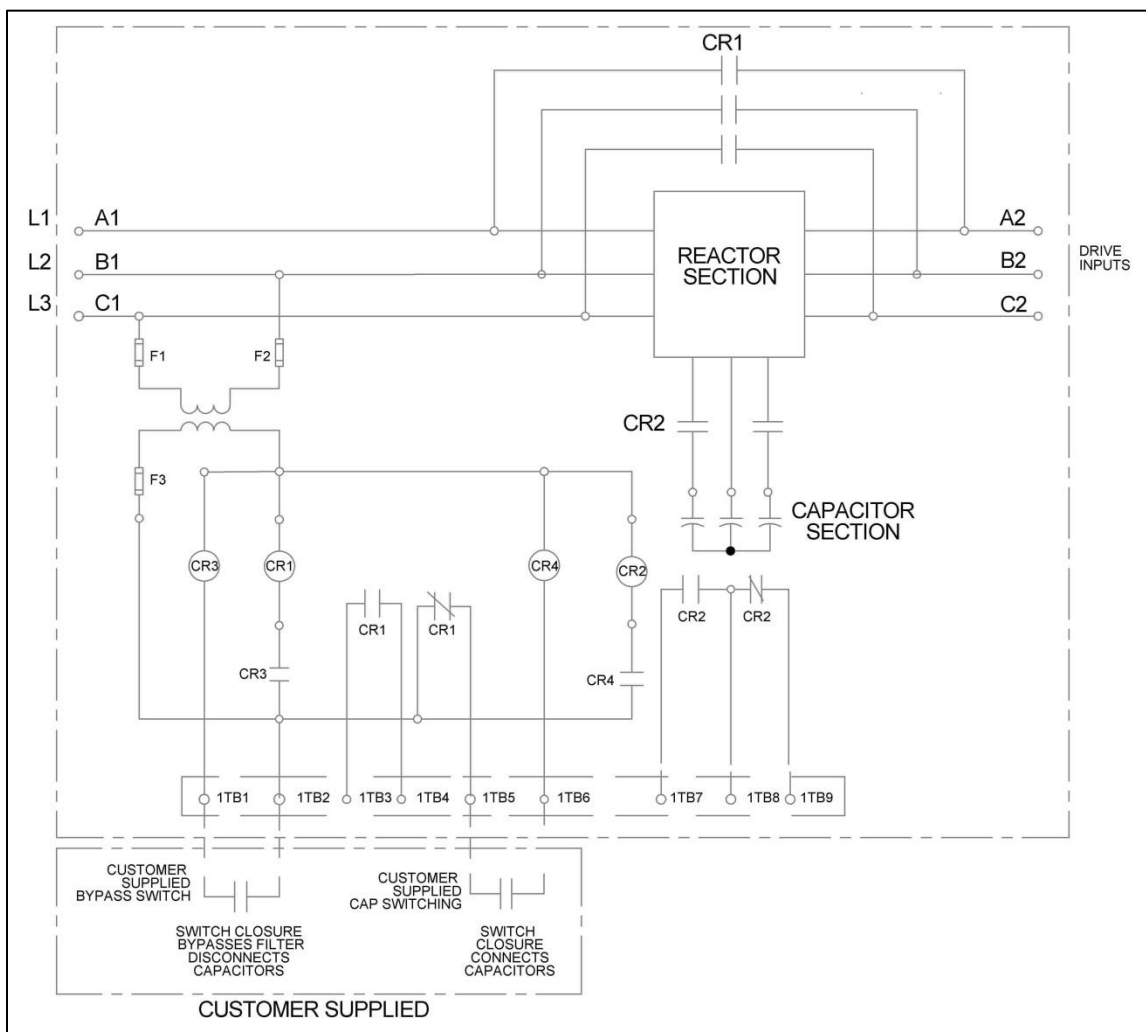 CR1
L1 A1
A2
REACTOR
SECTION
L2 B1
B2
DRIVE
INPUTS
L3 C1
C2
F1
F2
CR2
F3
CAPACITOR
SECTION
CR3
CR1
CR4
CR2
CR1
CR1
CR2
CR2
CR3
CR4
1TB1
1TB2
1TB3
1TB4
1TB5
1TB6
1TB7
1TB8
1TB9
CUSTOMER
SUPPLIED
BYPASS SWITCH
CUSTOMER
SUPPLIED
CAP SWITCHING
SWITCH CLOSURE
BYPASSES FILTER
DISCONNECTS
CAPACITORS
SWITCH
CLOSURE
CONNECTS
CAPACITORS
CUSTOMER SUPPLIED